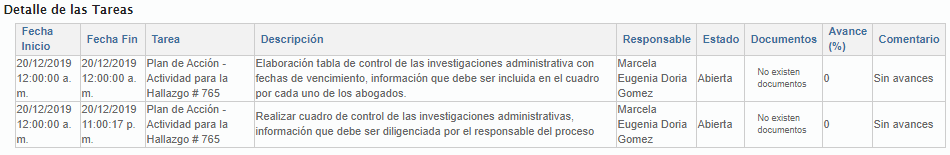 Detalle de las Tareas
Fecha Inicio Fecha Fin Tarea Descripción Responsable Estado Documentos Avance (%) Comentario
20/12/2019 20/12/2019 Plan de Acción - Elaboración tabla de control de las investigaciones administrativa con Marcela
12:00:00 a. 12:00:00 a. Actividad para la fechas de vencimiento, información que debe ser incluida en el cuadro Eugenia Doria Abierta No existen documentos 0 Sin avances
m. m. Hallazgo # 765 por cada uno de los abogados. Gomez
20/12/2019 20/12/2019 Plan de Acción - Realizar cuadro de control de las investigaciones administrativas, Marcela
12:00:00 a. 11:00:17 p. Actividad para la información que debe ser diligenciada por el responsable del proceso Eugenia Doria Abierta No existen documentos 0 Sin avances
m. m. Hallazgo # 765 Gomez